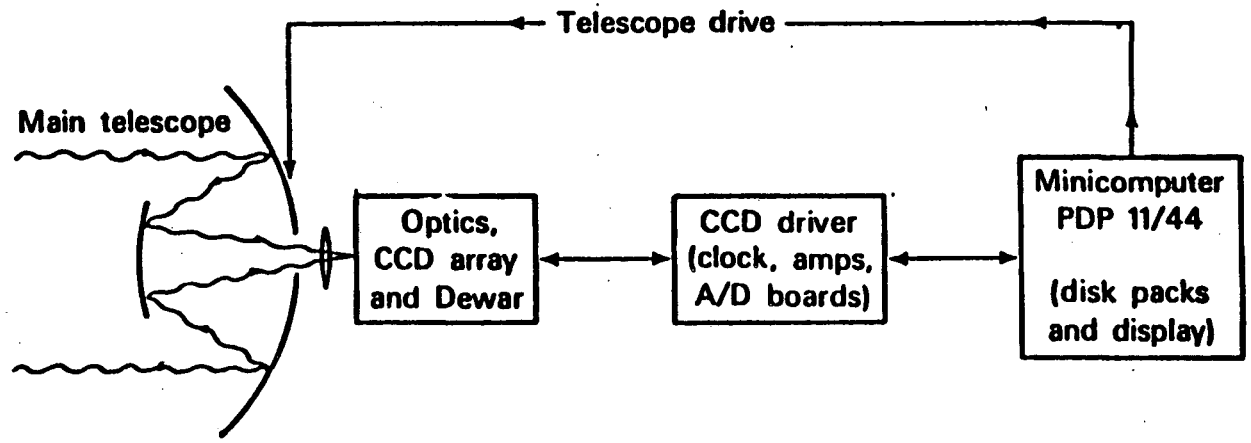 Telescope drive
Main telescope
Optics,
CCD array
and Dewar
CCD driver
(clock, amps,
A/D boards)
Minicomputer
PDP 11/44
(disk packs
and display)